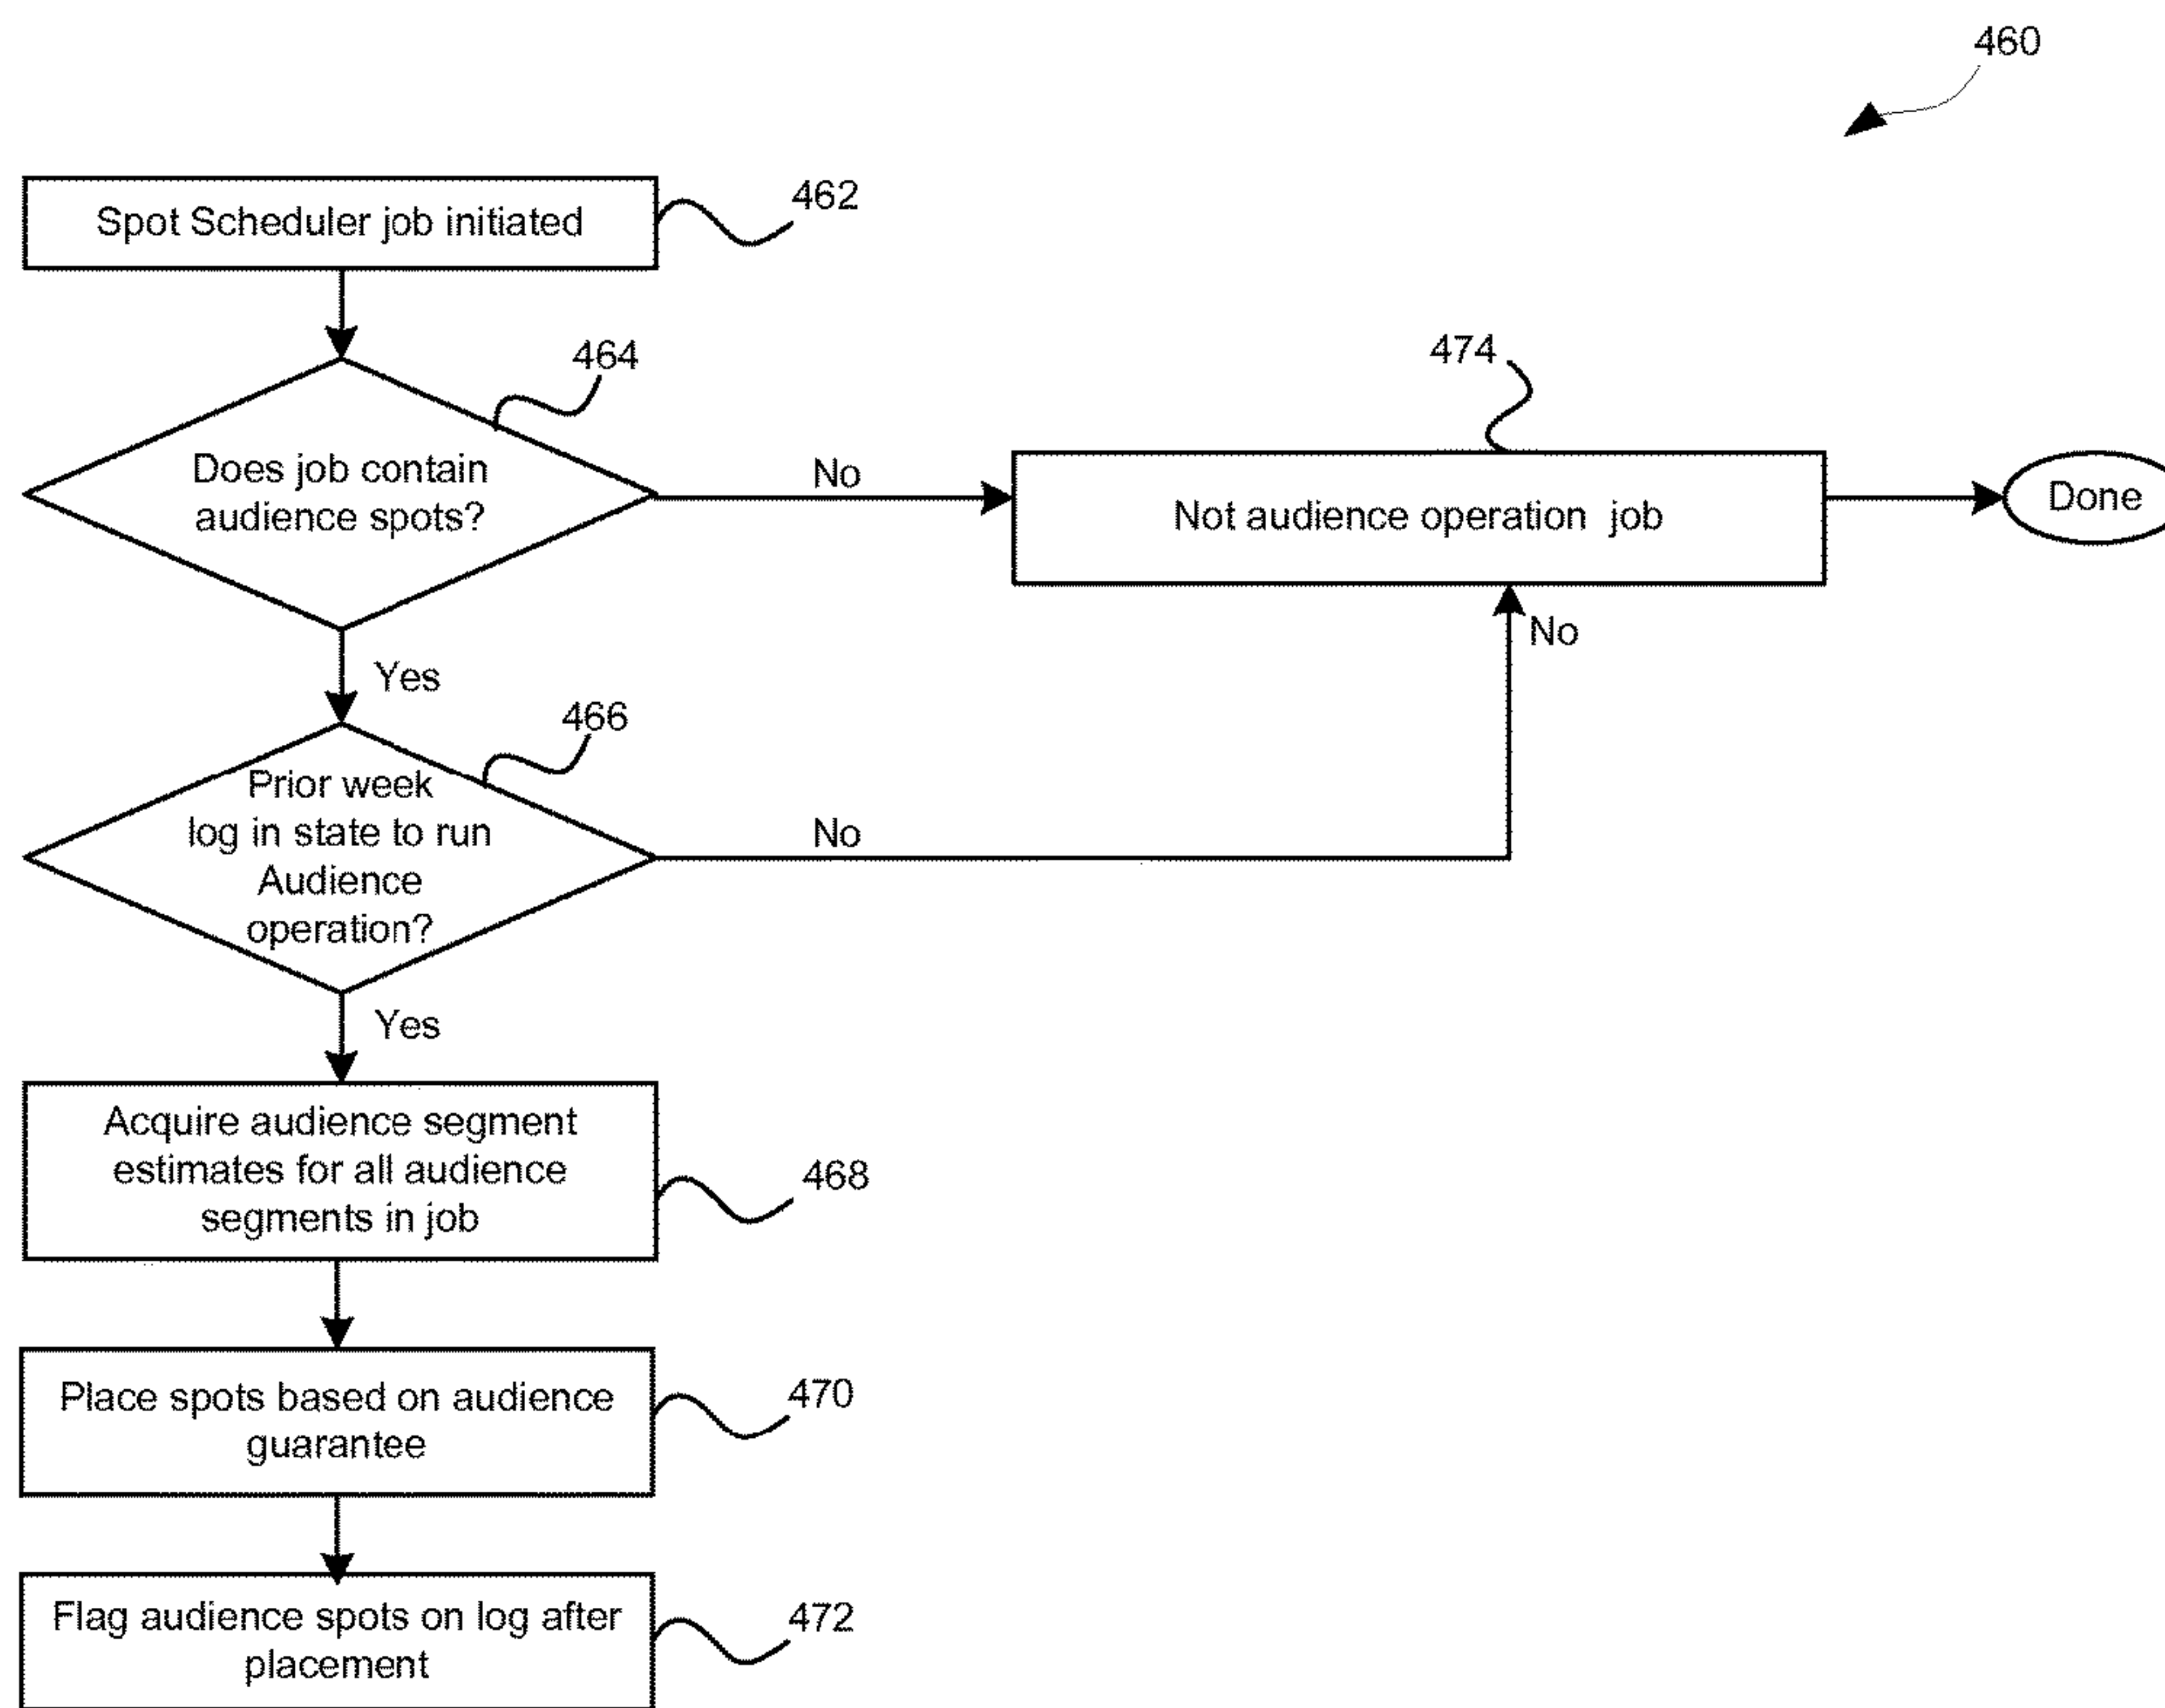 460
Spot Scheduler job initiated
462
464
Does job contain
audience spots?
No
474
Not audience operation job
Done
Yes
No
466
Prior week
log in state to run
Audience
operation?
No
Yes
Acquire audience segment
estimates for all audience
segments in job
468
Place spots based on audience
guarantee
470
Flag audience spots on log after
placement
472